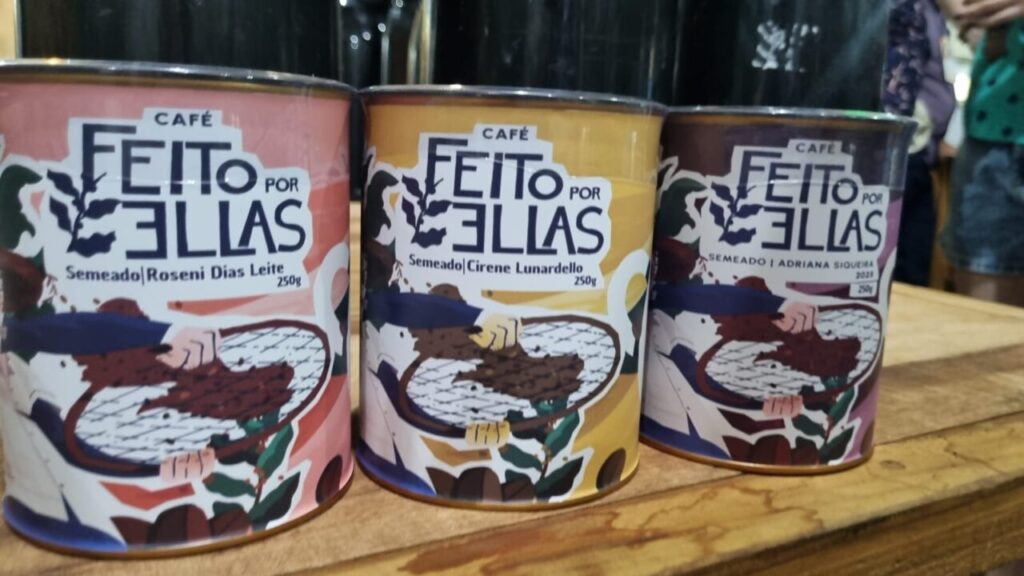 CAFÉ
FEITO
POR
ELLAS
Semeado|Roseni Dias Leite
250g
CAFÉ
FEITO
POR
ELLAS
Semeado|Cirene Lunardello
250g
CAFÉ
FEITO
POR
ELLAS
SEMEADO | ADRIANA SIQUEIRA
2025
250g